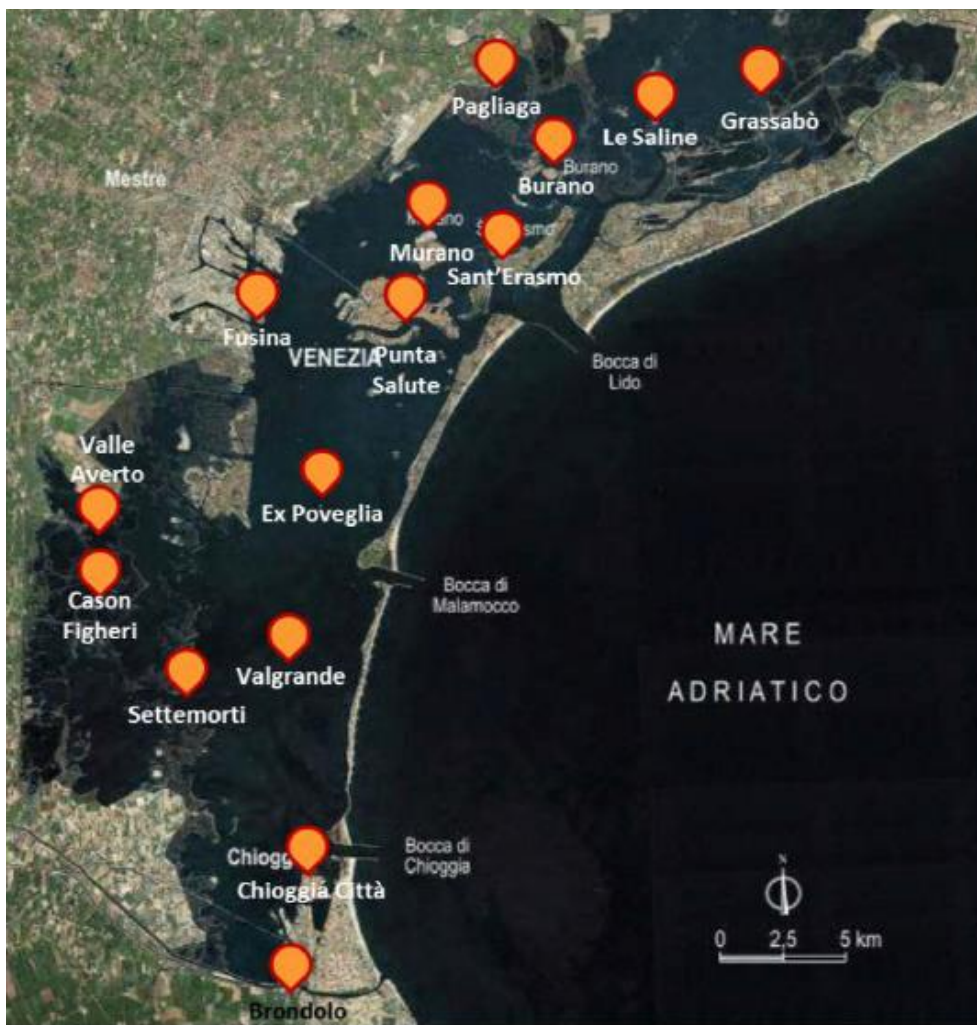 Pagliaga
Le Saline
Grassabò
Burano
Burano
Mestre
Murano
Sant'Erasmo
Fusina
VENEZIA
Punta
Salute
Bocca di
Lido
Valle
Averto
Ex Poveglia
Cason
Figheri
Bocca di
Malamocco
MARE
ADRIATICO
Valgrande
Settemorti
Bocca di
Chioggia
Chiogg
Chioggia Città
N
0 2,5 5 km
Brondolo